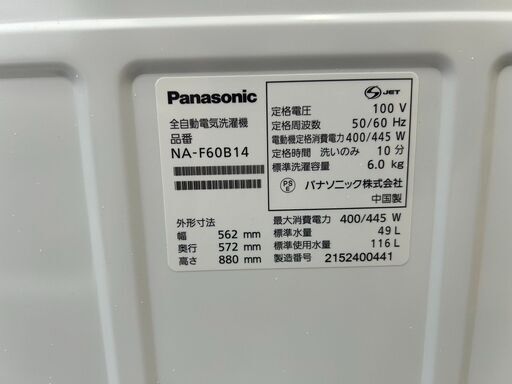 Panasonic
全自動電気洗濯機
品番
NA-F60B14
外形寸法
幅 562 mm
奥行 572 mm
高さ 880 mm
S JET
定格電圧 100 V
定格周波数 50/60 Hz
電動機定格消費電力 400/445 W
定格時間 洗いのみ 10 分
標準洗濯容量 6.0 kg
PS E パナソニック株式会社
中国製
最大消費電力 400/445 W
標準水量 49 L
標準使用水量 116 L
製造番号 2152400441